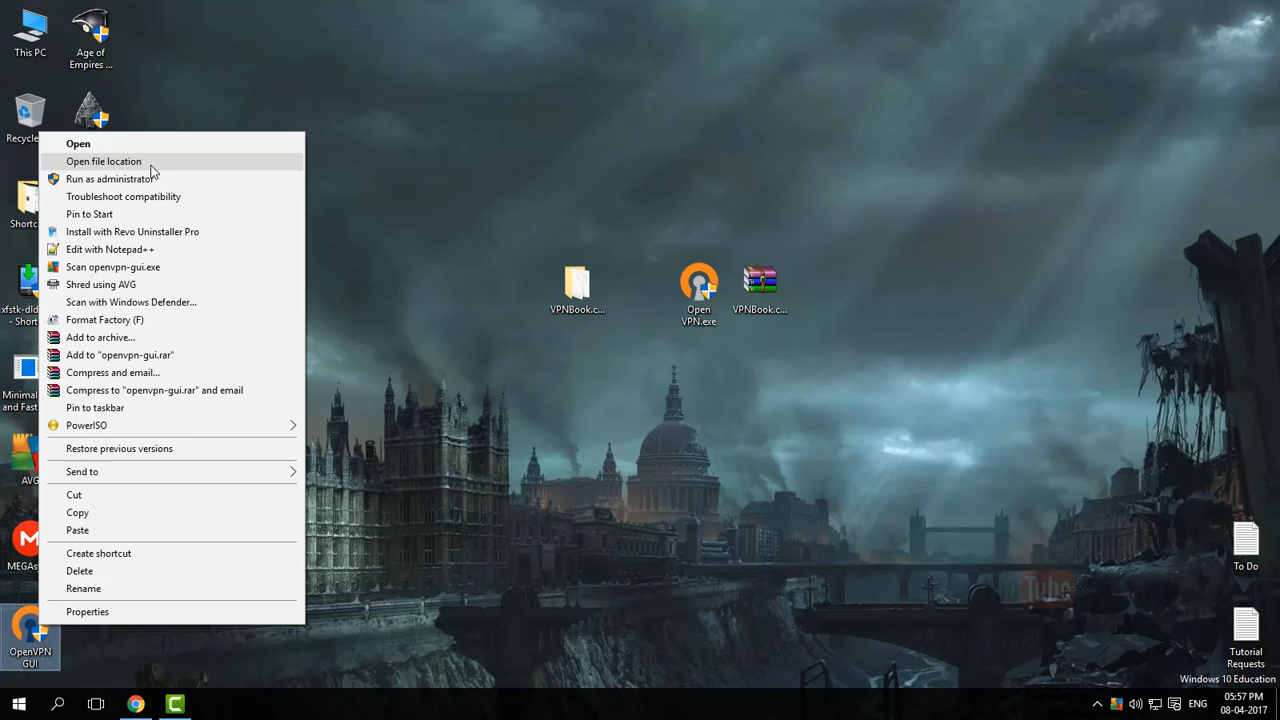 This PC
Age of
Empires ...
Recycle
Shortc
xfstk-dld
- Short
Minimal
and Fast
AVG
MEGAs
OpenVPN
GUI
Open
Open file location
Run as administrator
Troubleshoot compatibility
Pin to Start
Install with Revo Uninstaller Pro
Edit with Notepad++
Scan openvpn-gui.exe
Shred using AVG
Scan with Windows Defender...
Format Factory (F)
Add to archive...
Add to "openvpn-gui.rar"
Compress and email...
Compress to "openvpn-gui.rar" and email
Pin to taskbar
PowerISO
Restore previous versions
Send to
Cut
Copy
Paste
Create shortcut
Delete
Rename
Properties
VPNBook.c...
Open
VPN.exe
VPNBook.c...
Tube
To Do
Tutorial
Requests
Windows 10 Education
ENG
05:57 PM
08-04-2017